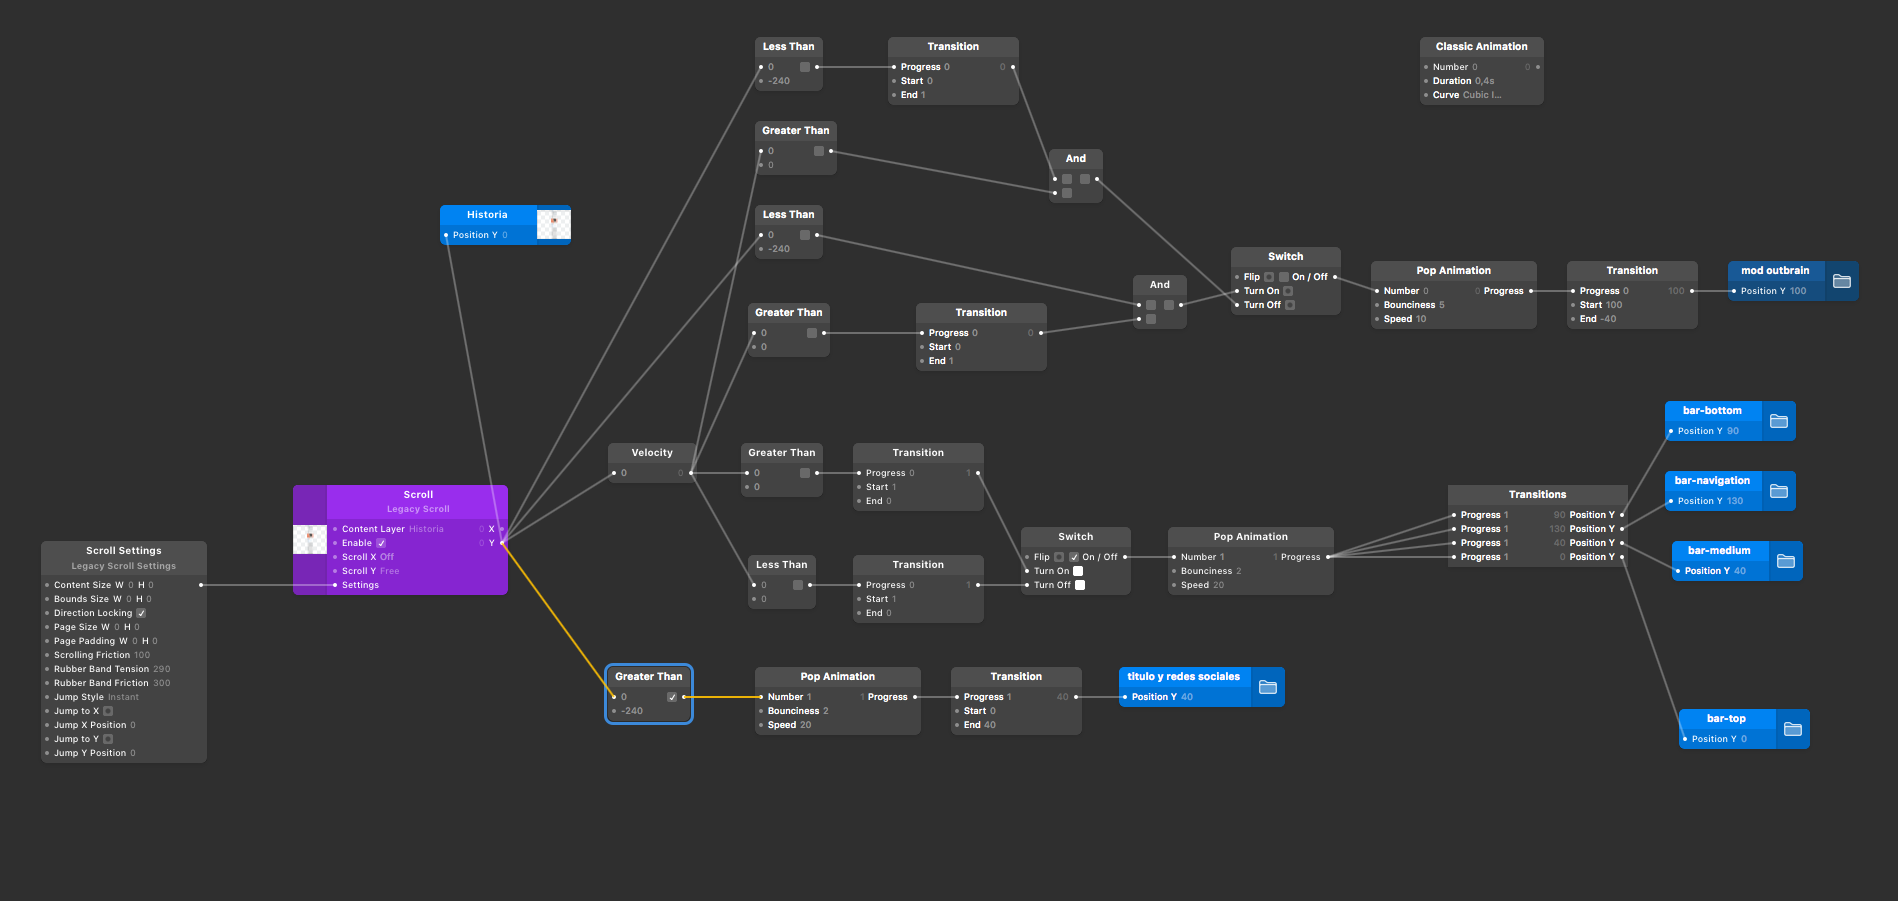 Less Than
0
-240
Transition
Progress 0 0
Start 0
End 1
Classic Animation
Number 0 0
Duration 0,4s
Curve Cubic I...
Greater Than
0
0
And
Historia
Position Y 0
Less Than
0
-240
Switch
Flip On / Off
Turn On
Turn Off
Pop Animation
Number 0 0 Progress
Bounciness 5
Speed 10
Transition
Progress 0 100
Start 100
End -40
mod outbrain
Position Y 100
And
Greater Than
0
0
Transition
Progress 0 0
Start 0
End 1
bar-bottom
Position Y 90
Velocity
0 0
Greater Than
0
0
Transition
Progress 0 1
Start 1
End 0
bar-navigation
Position Y 130
Scroll
Legacy Scroll
Content Layer Historia 0 X
Enable 0 Y
Scroll X Off
Scroll Y Free
Settings
Transitions
Progress 1 90 Position Y
Progress 1 130 Position Y
Progress 1 40 Position Y
Progress 1 0 Position Y
Scroll Settings
Legacy Scroll Settings
Content Size W 0 H 0
Bounds Size W 0 H 0
Direction Locking
Page Size W 0 H 0
Page Padding W 0 H 0
Scrolling Friction 100
Rubber Band Tension 290
Rubber Band Friction 300
Jump Style Instant
Jump to X
Jump X Position 0
Jump to Y
Jump Y Position 0
Less Than
0
0
Transition
Progress 0 1
Start 1
End 0
Switch
Flip On / Off
Turn On
Turn Off
Pop Animation
Number 1 1 Progress
Bounciness 2
Speed 20
bar-medium
Position Y 40
Greater Than
0
-240
Pop Animation
Number 1 1 Progress
Bounciness 2
Speed 20
Transition
Progress 1 40
Start 0
End 40
titulo y redes sociales
Position Y 40
bar-top
Position Y 0